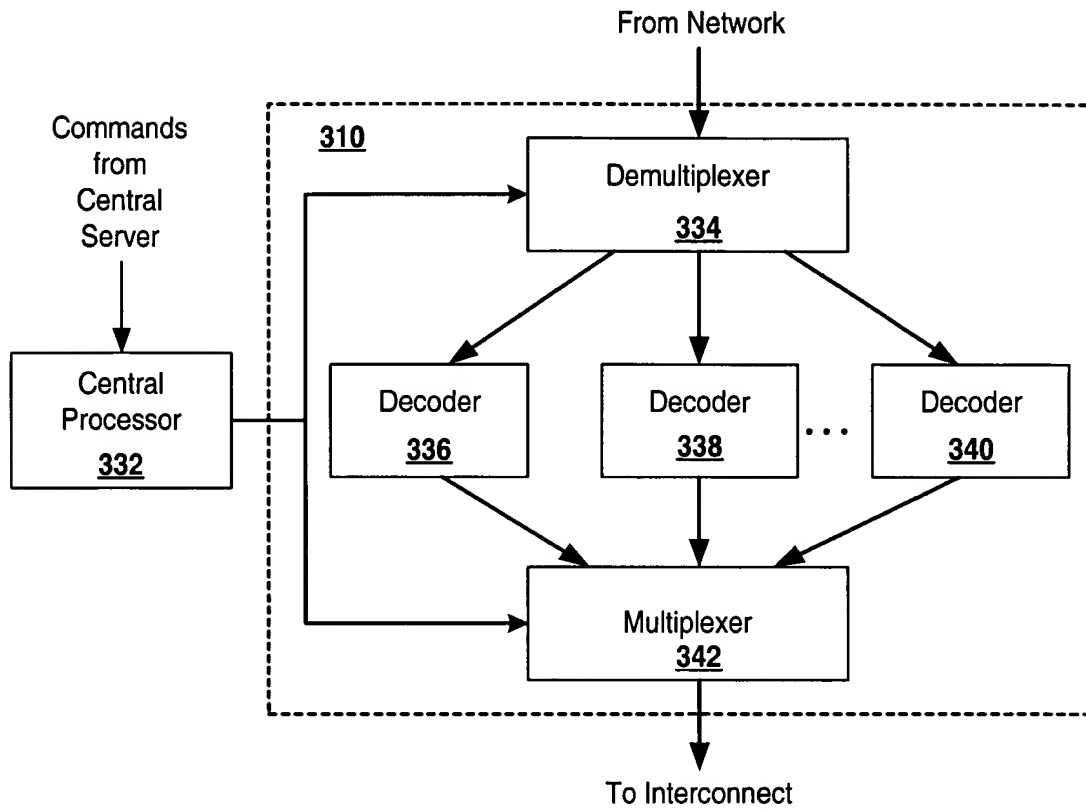 From Network
Commands
from
Central
Server
310
Demultiplexer
334
Central
Processor
332
Decoder
336
Decoder
338
...
Decoder
340
Multiplexer
342
To Interconnect